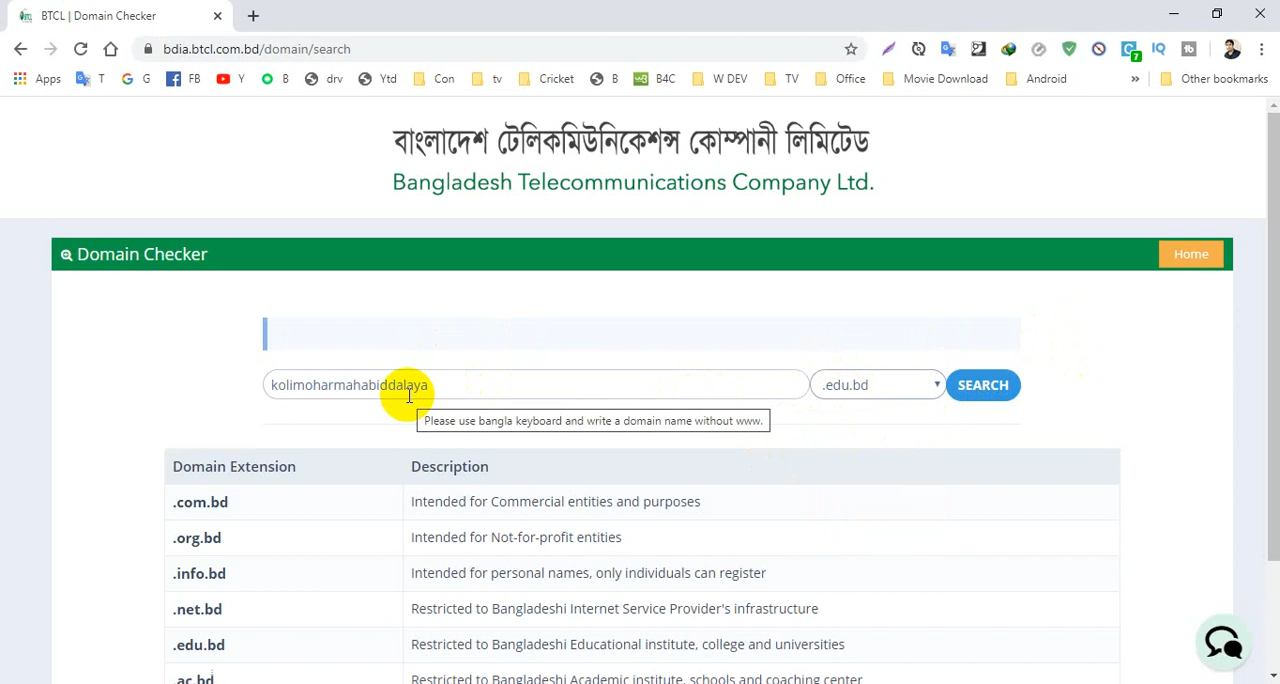 BTCL | Domain Checker
bdia.btcl.com.bd/domain/search
7
Apps T G FB Y B drv Ytd Con tv Cricket B B4C W DEV TV Office Movie Download Android » Other bookmarks
বাংলাদেশ টেলিকমিউনিকেশন্স কোম্পানী লিমিটেড
Bangladesh Telecommunications Company Ltd.
Domain Checker Home
kolimoharmahabiddalaya .edu.bd SEARCH
Please use bangla keyboard and write a domain name without www.
Domain Extension Description
.com.bd Intended for Commercial entities and purposes
.org.bd Intended for Not-for-profit entities
.info.bd Intended for personal names, only individuals can register
.net.bd Restricted to Bangladeshi Internet Service Provider's infrastructure
.edu.bd Restricted to Bangladeshi Educational institute, college and universities
.ac.bd Restricted to Bangladeshi Academic institute, schools and coaching center